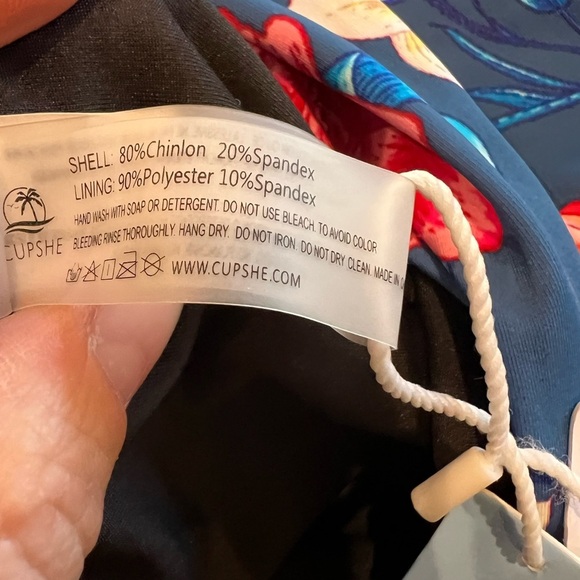 SHELL: 80%Chinlon 20%Spandex
LINING: 90%Polyester 10%Spandex
HAND WASH WITH SOAP OR DETERGENT. DO NOT USE BLEACH. TO AVOID COLOR
BLEEDING RINSE THOROUGHLY. HANG DRY. DO NOT IRON. DO NOT DRY CLEAN. MADE IN
WWW.CUPSHE.COM
CUPSHE